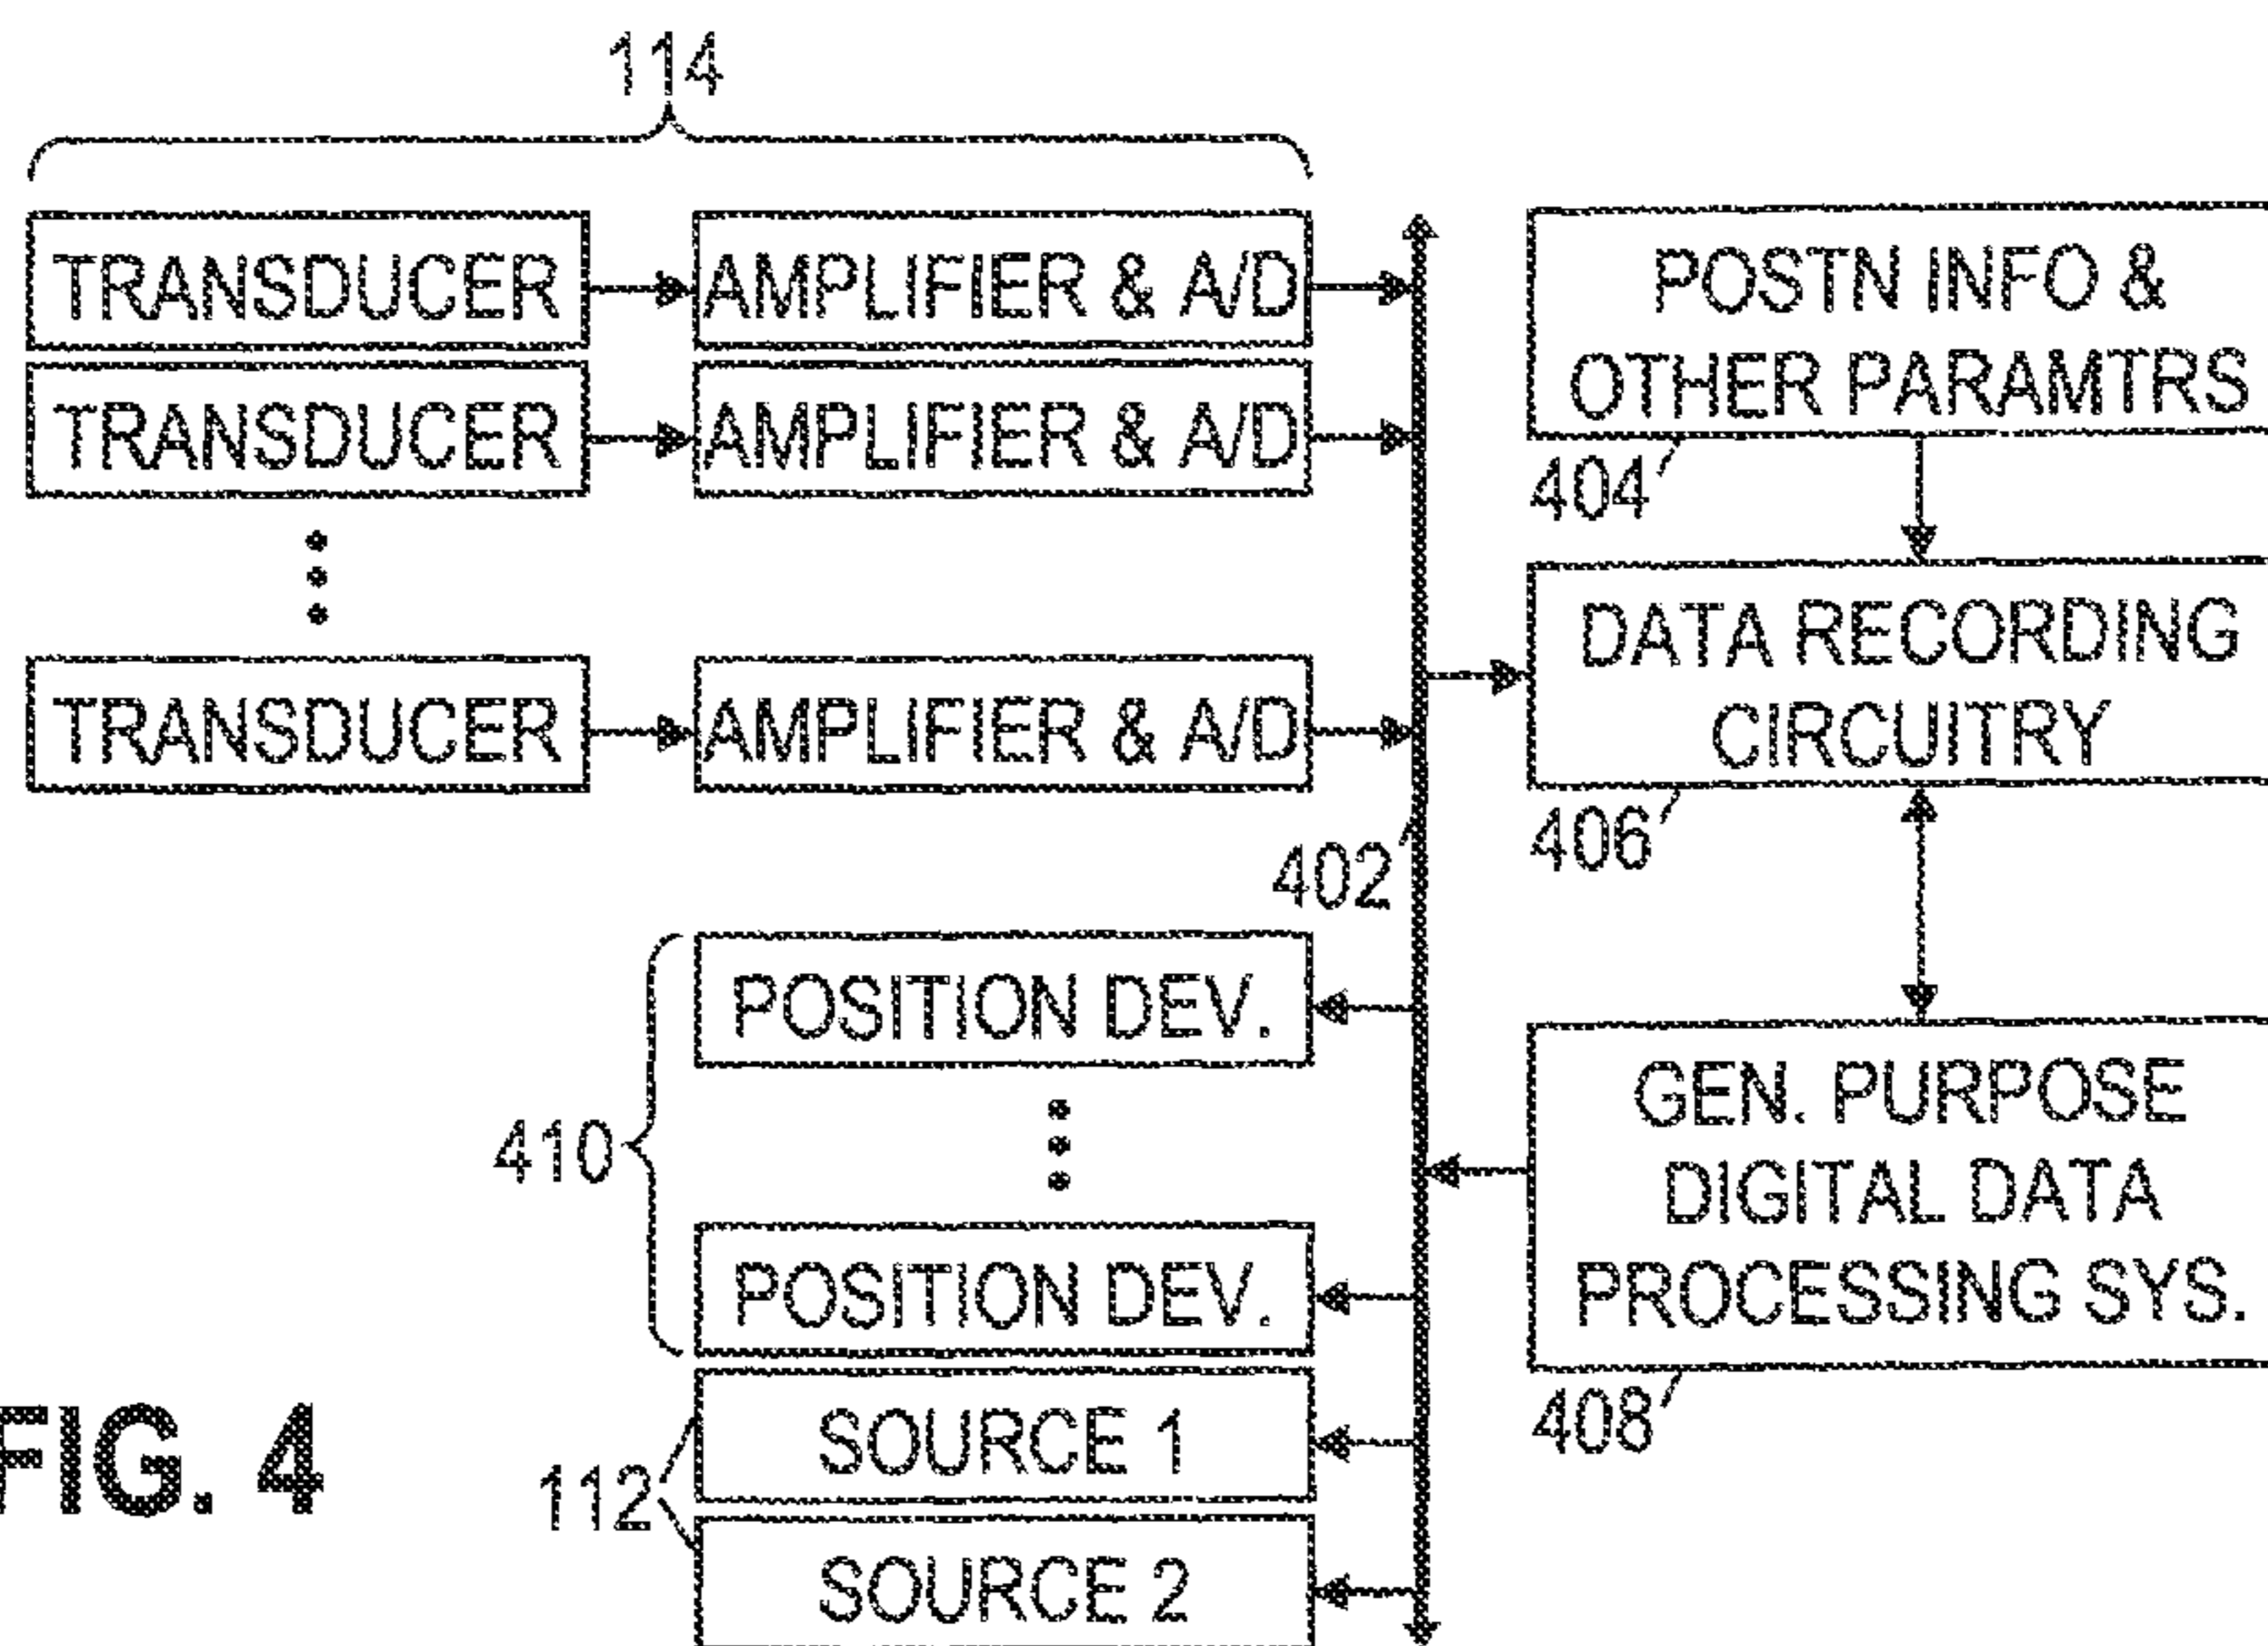 114
TRANSDUCER
AMPLIFIER & A/D
TRANSDUCER
AMPLIFIER & A/D
TRANSDUCER
AMPLIFIER & A/D
POSTN INFO &
OTHER PARAMTRS
404
DATA RECORDING
CIRCUITRY
406
402
POSITION DEV.
410
POSITION DEV.
GEN. PURPOSE
DIGITAL DATA
PROCESSING SYS.
408
SOURCE 1
112
SOURCE 2
FIG. 4